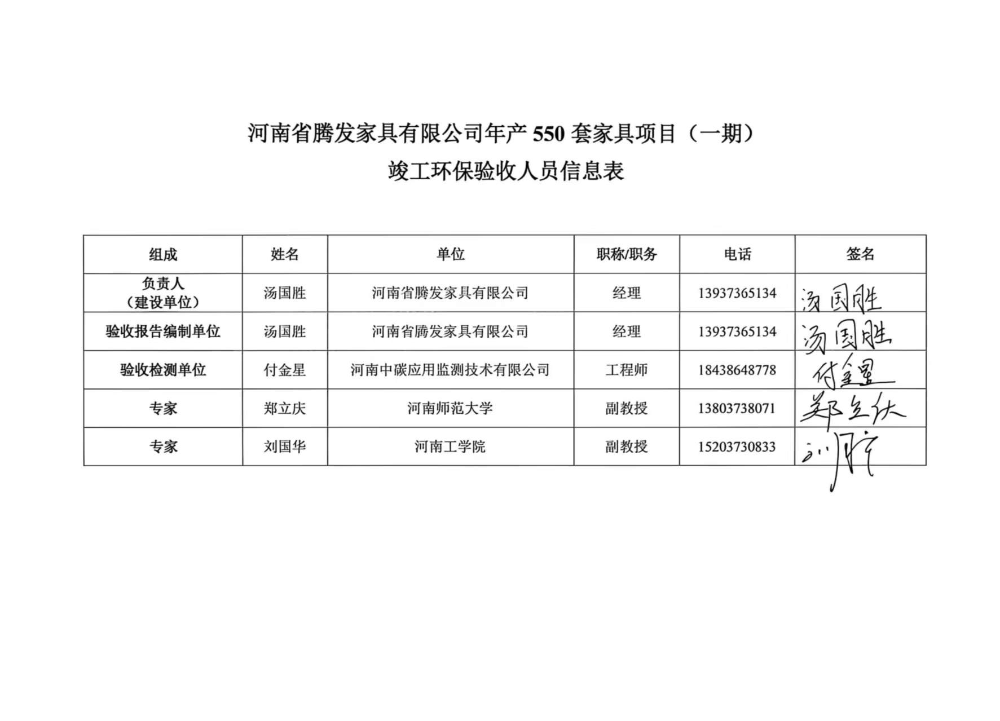 河南省腾发家具有限公司年产 550 套家具项目（一期）
竣工环保验收人员信息表
组成 姓名 单位 职称/职务 电话 签名
负责人
（建设单位） 汤国胜 河南省腾发家具有限公司 经理 13937365134 汤国胜
验收报告编制单位 汤国胜 河南省腾发家具有限公司 经理 13937365134 汤国胜
验收检测单位 付金星 河南中碳应用监测技术有限公司 工程师 18438648778 付金星
专家 郑立庆 河南师范大学 副教授 13803738071 郑立庆
专家 刘国华 河南工学院 副教授 15203730833